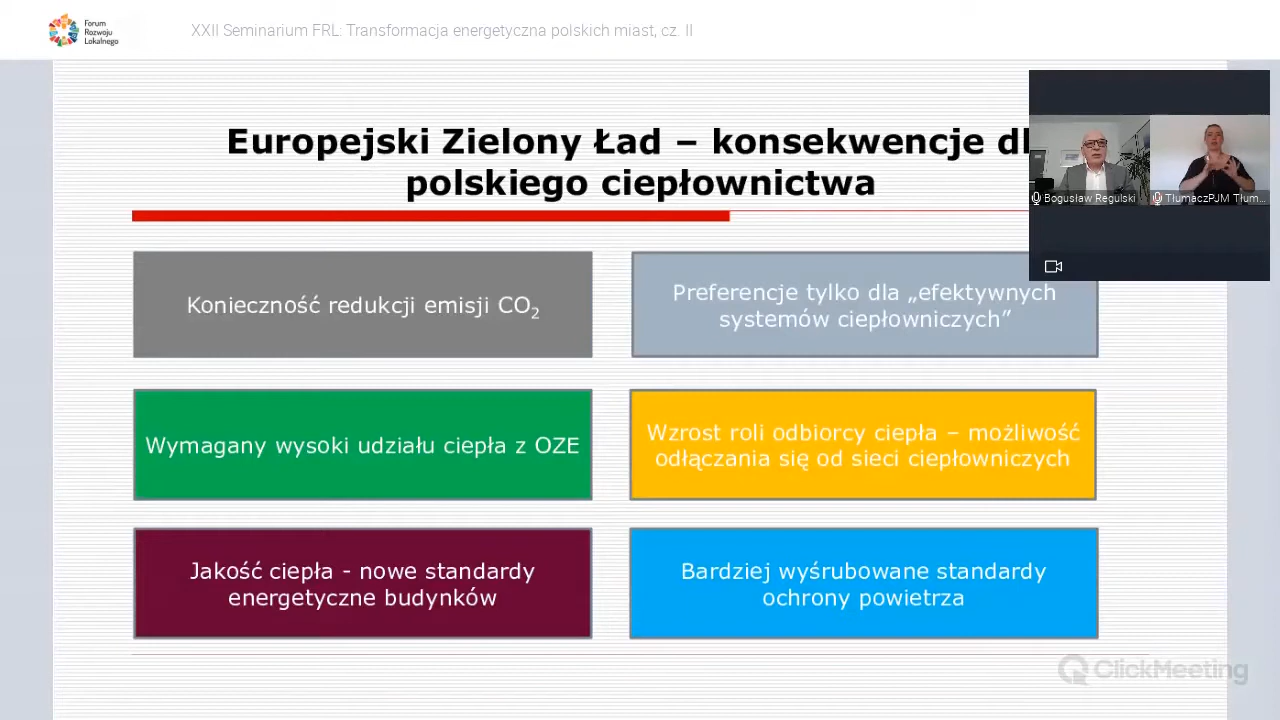 Forum
Rozwoju
Lokalnego
XXII Seminarium FRL: Transformacja energetyczna polskich miast, cz. II
Europejski Zielony Ład – konsekwencje dl
polskiego ciepłownictwa
Bogusław Regulski
TłumaczPJM Tłum...
Konieczność redukcji emisji CO₂
Preferencje tylko dla „efektywnych
systemów ciepłowniczych”
Wymagany wysoki udziału ciepła z OZE
Wzrost roli odbiorcy ciepła – możliwość
odłączania się od sieci ciepłowniczych
Jakość ciepła - nowe standardy
energetyczne budynków
Bardziej wyśrubowane standardy
ochrony powietrza
ClickMeeting